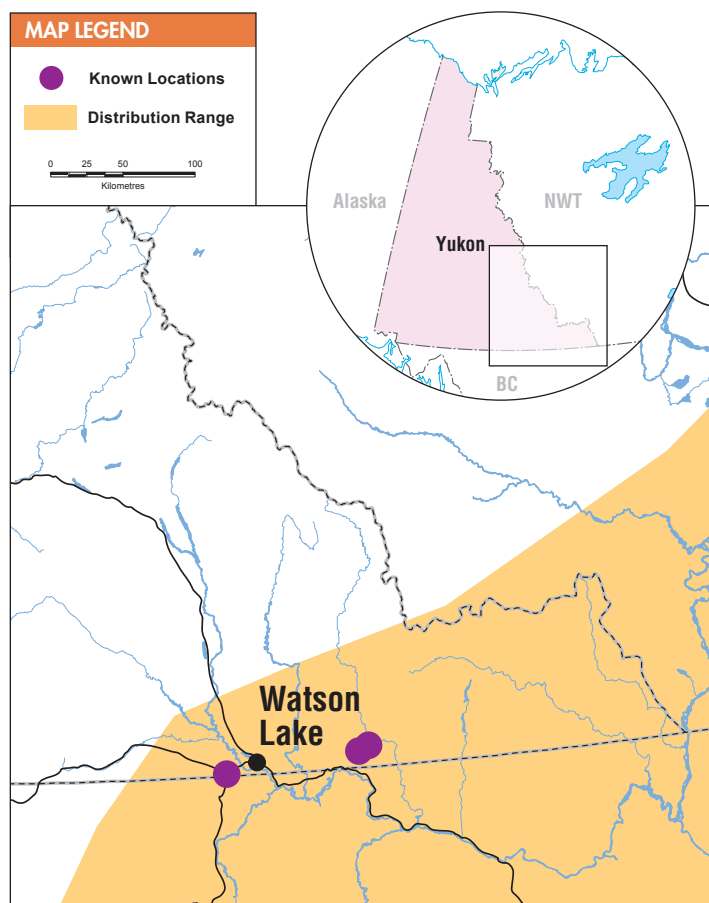 MAP LEGEND
Known Locations
Distribution Range
0 25 50 100
Kilometres
Alaska
NWT
Yukon
BC
Watson
Lake